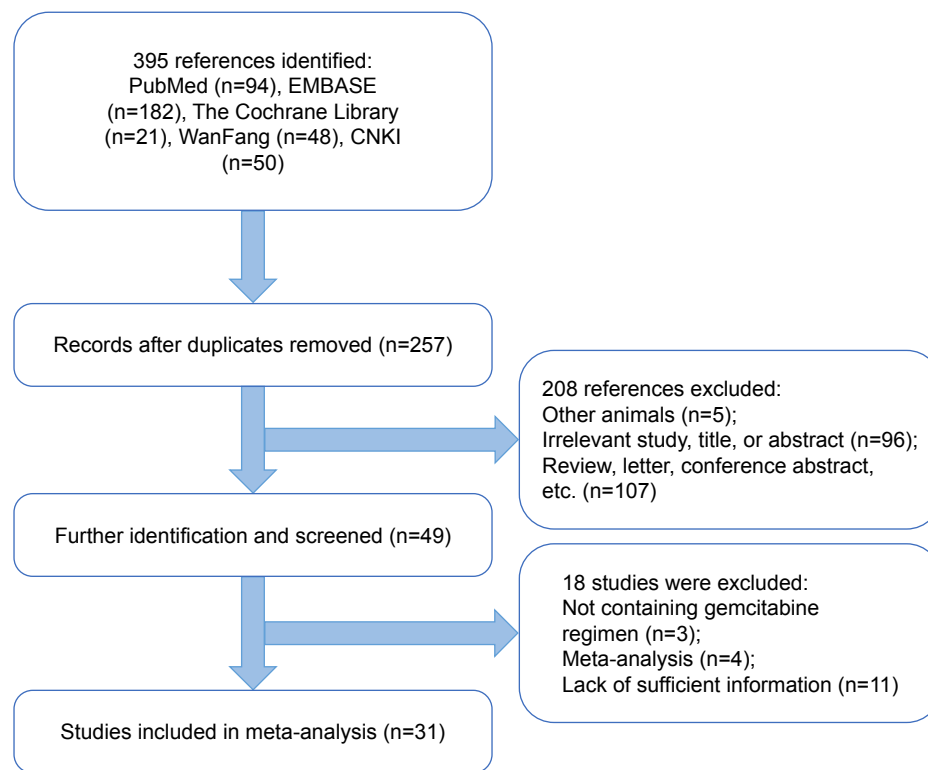 395 references identified:
PubMed (n=94), EMBASE
(n=182), The Cochrane Library
(n=21), WanFang (n=48), CNKI
(n=50)
Records after duplicates removed (n=257)
208 references excluded:
Other animals (n=5);
Irrelevant study, title, or abstract (n=96);
Review, letter, conference abstract,
etc. (n=107)
Further identification and screened (n=49)
18 studies were excluded:
Not containing gemcitabine
regimen (n=3);
Meta-analysis (n=4);
Lack of sufficient information (n=11)
Studies included in meta-analysis (n=31)